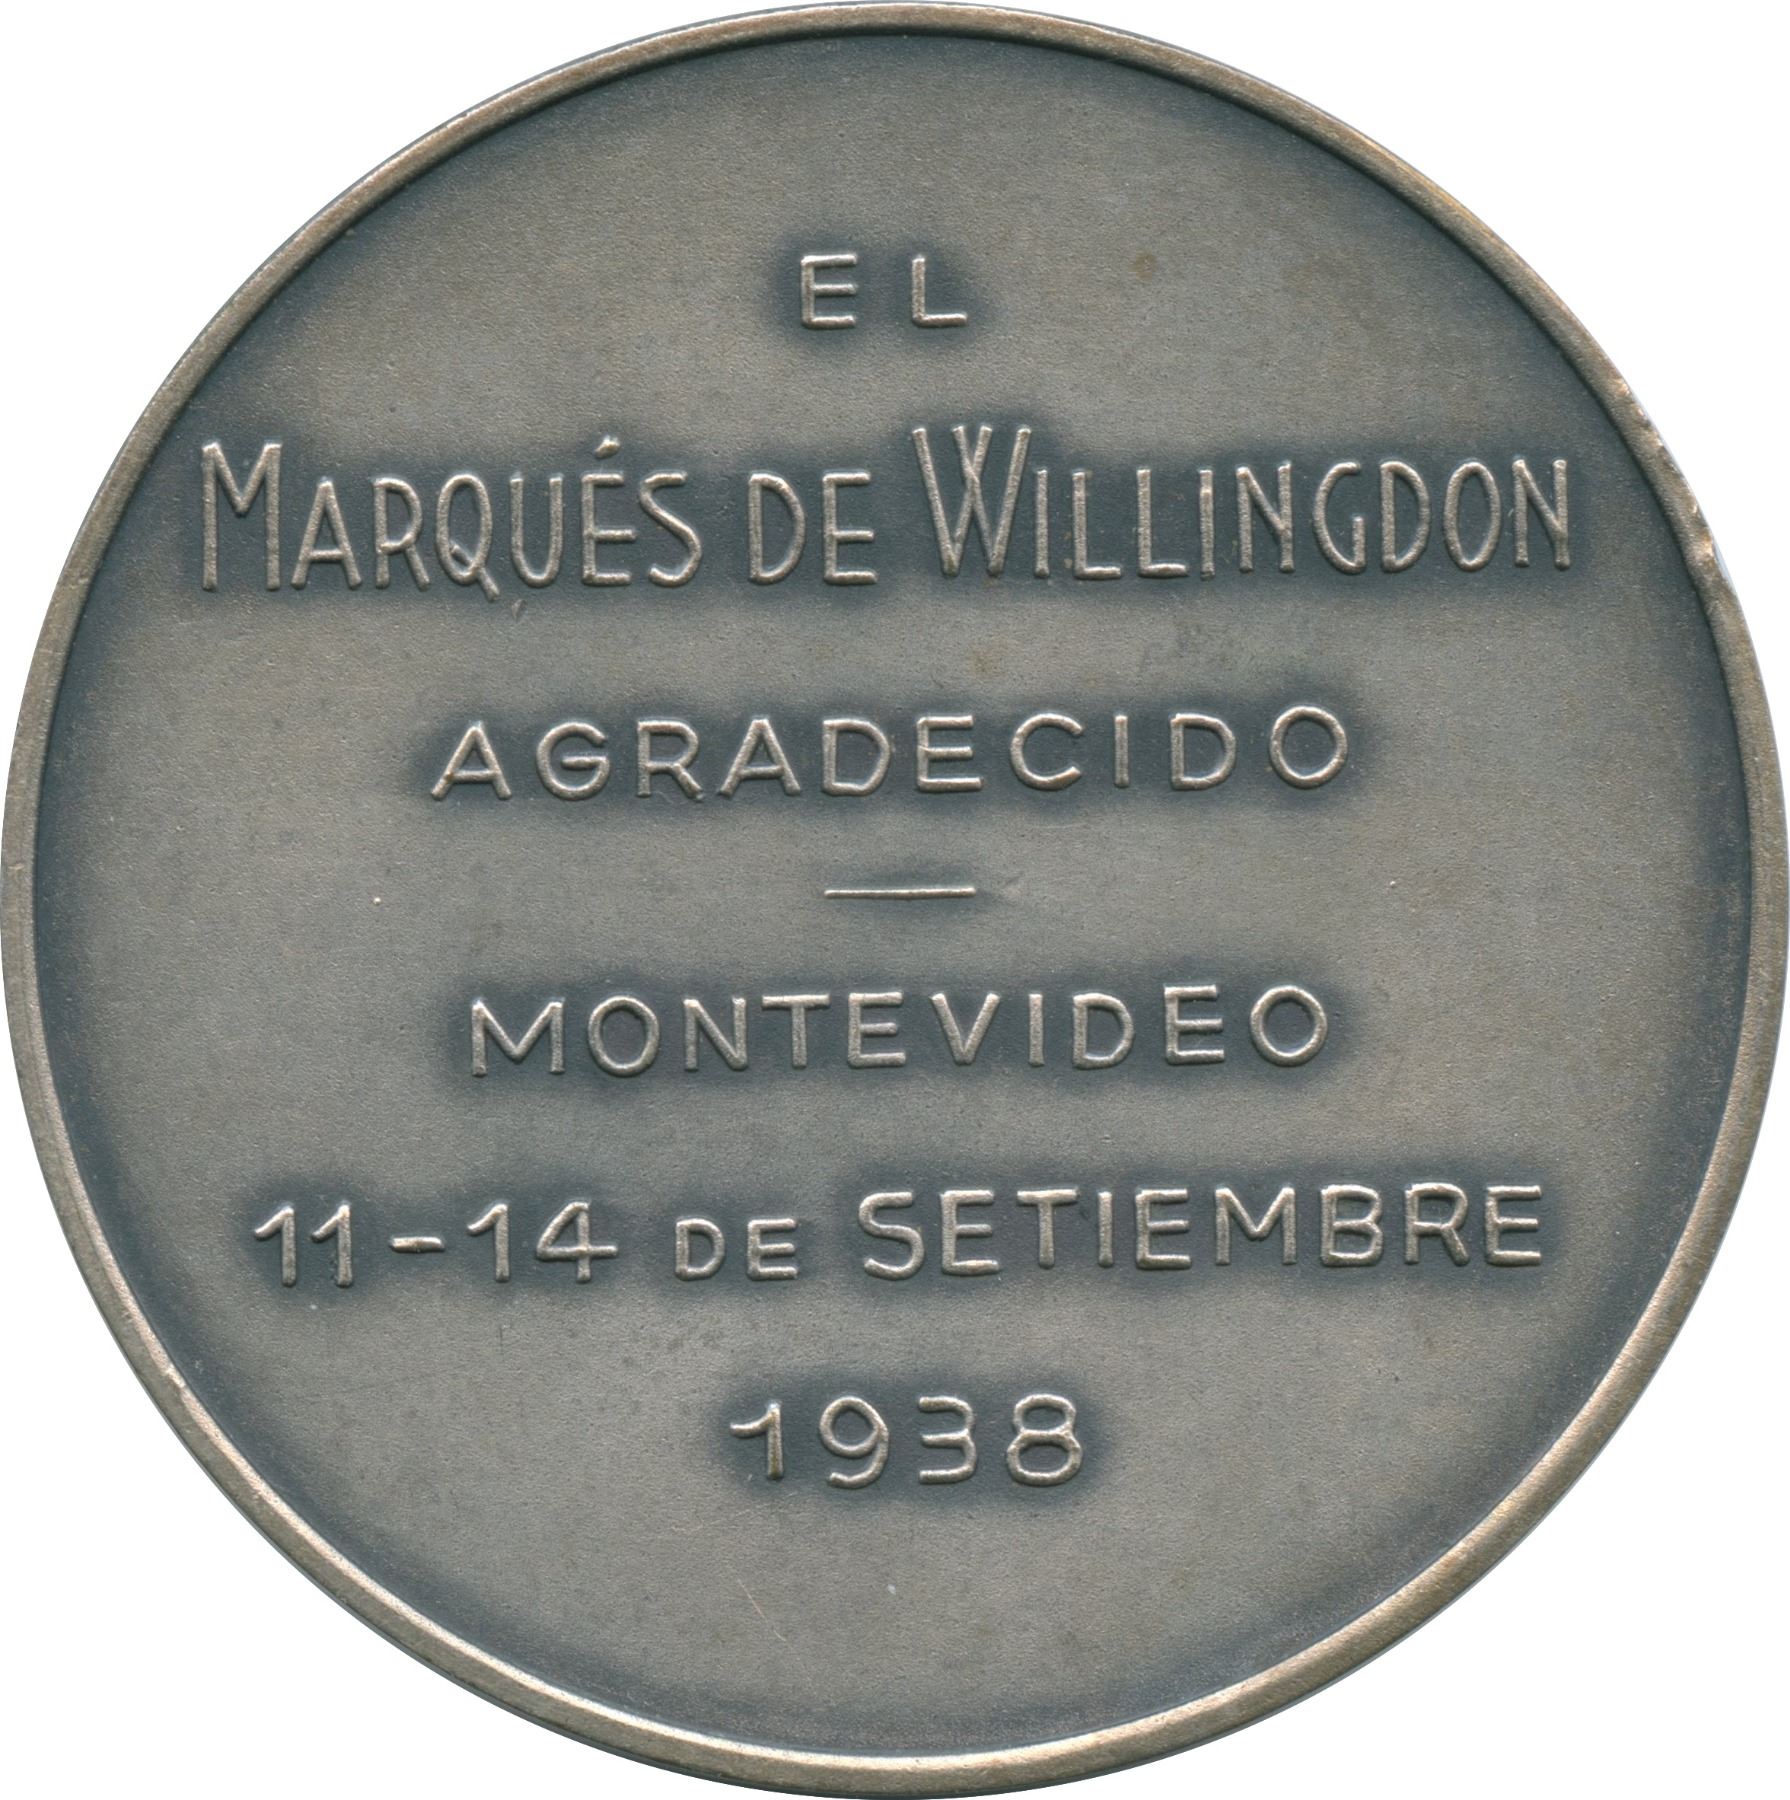 EL
MARQUÉS DE WILLINGDON
AGRADECIDO
MONTEVIDEO
11-14 DE SETIEMBRE
1938